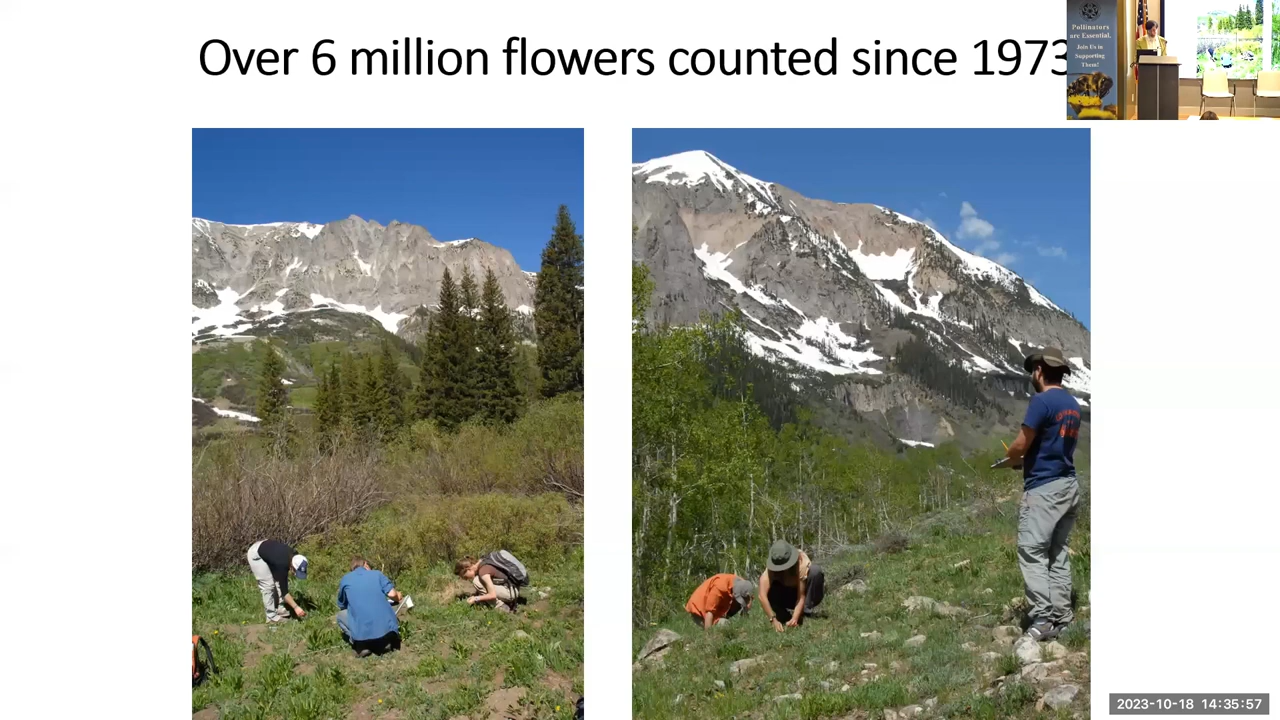 Over 6 million flowers counted since 1973
Pollinators
are Essential.
Join Us in
Supporting
Them!
2023-10-18 14:35:57